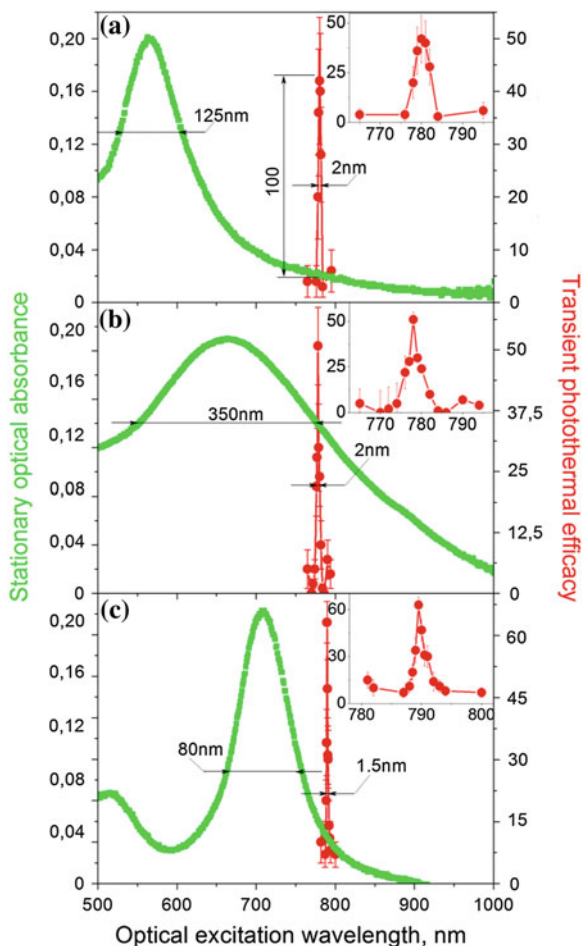 Stationary optical absorbance
Transient photothermal efficacy
(a)
0,20
0,16
0,12
0,08
0,04
0,0
50
40
30
20
10
0
125nm
100
2nm
50
25
0
770 780 790
(b)
0,20
0,16
0,12
0,08
0,04
0,0
50
37,5
25
12,5
0
350nm
2nm
50
25
0
770 780 790
(c)
0,20
0,16
0,12
0,08
0,04
0
60
45
30
15
0
80nm
1.5nm
60
30
0
780 790 800
500 600 700 800 900 1000
Optical excitation wavelength, nm